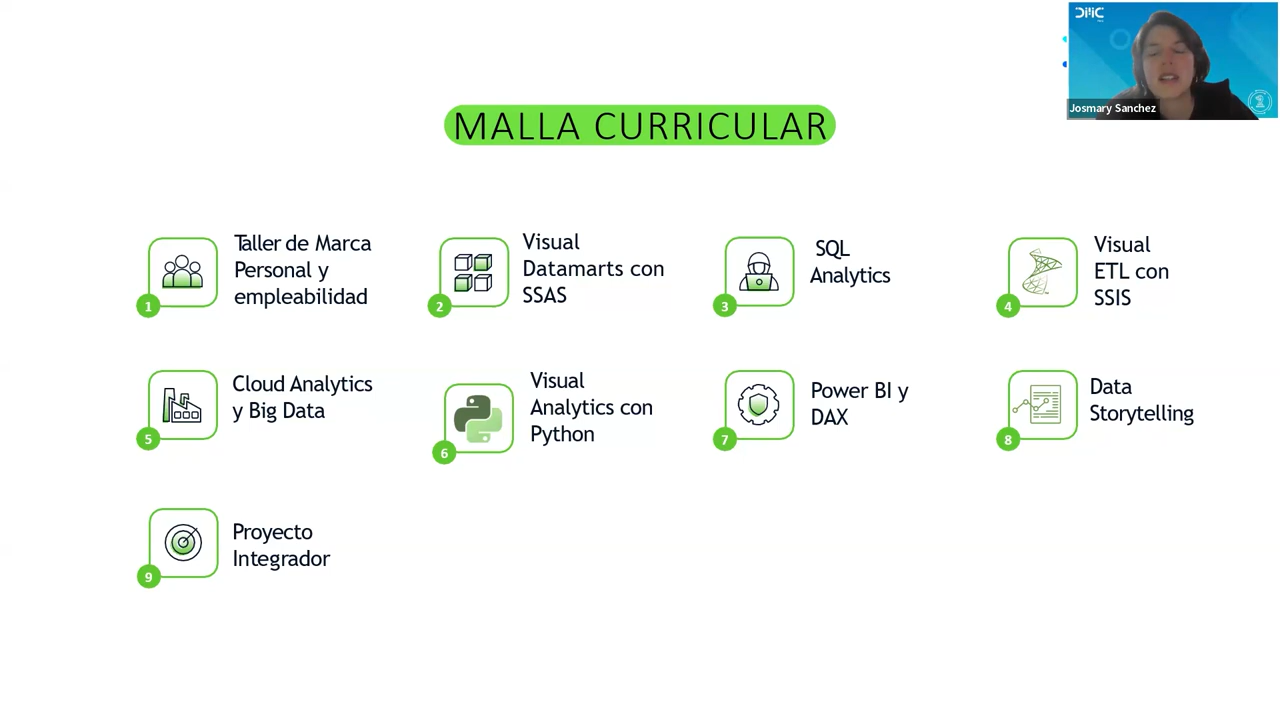 DMC
Josmary Sanchez
MALLA CURRICULAR
Taller de Marca
Personal y
empleabilidad
1
Visual
Datamarts con
SSAS
2
SQL
Analytics
3
Visual
ETL con
SSIS
4
Cloud Analytics
y Big Data
5
Visual
Analytics con
Python
6
Power BI y
DAX
7
Data
Storytelling
8
Proyecto
Integrador
9